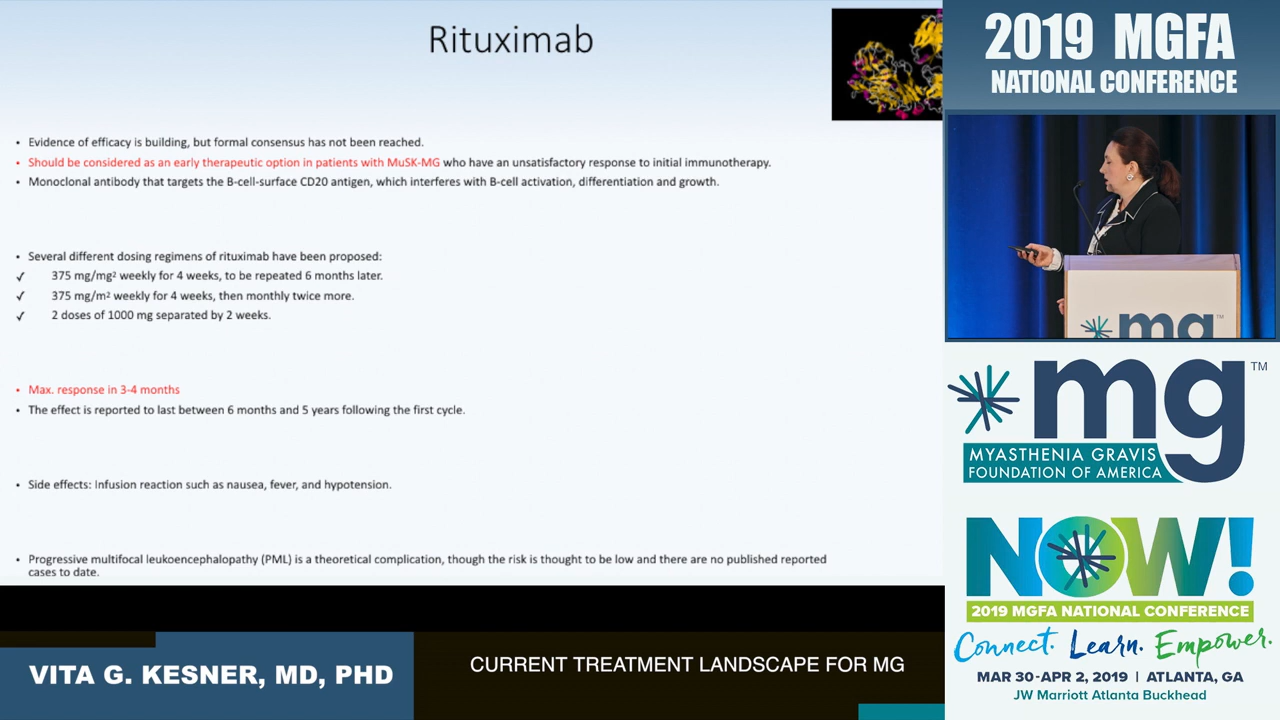 Rituximab
• Evidence of efficacy is building, but formal consensus has not been reached.
• Should be considered as an early therapeutic option in patients with MuSK-MG who have an unsatisfactory response to initial immunotherapy.
• Monoclonal antibody that targets the B-cell-surface CD20 antigen, which interferes with B-cell activation, differentiation and growth.
• Several different dosing regimens of rituximab have been proposed:
✓ 375 mg/mg² weekly for 4 weeks, to be repeated 6 months later.
✓ 375 mg/m² weekly for 4 weeks, then monthly twice more.
✓ 2 doses of 1000 mg separated by 2 weeks.
• Max. response in 3-4 months
• The effect is reported to last between 6 months and 5 years following the first cycle.
• Side effects: Infusion reaction such as nausea, fever, and hypotension.
• Progressive multifocal leukoencephalopathy (PML) is a theoretical complication, though the risk is thought to be low and there are no published reported
cases to date.
VITA G. KESNER, MD, PHD
CURRENT TREATMENT LANDSCAPE FOR MG
2019 MGFA
NATIONAL CONFERENCE
mg™
mg™
MYASTHENIA GRAVIS
FOUNDATION OF AMERICA
NOW!
2019 MGFA NATIONAL CONFERENCE
Connect. Learn. Empower.
MAR 30-APR 2, 2019 | ATLANTA, GA
JW Marriott Atlanta Buckhead